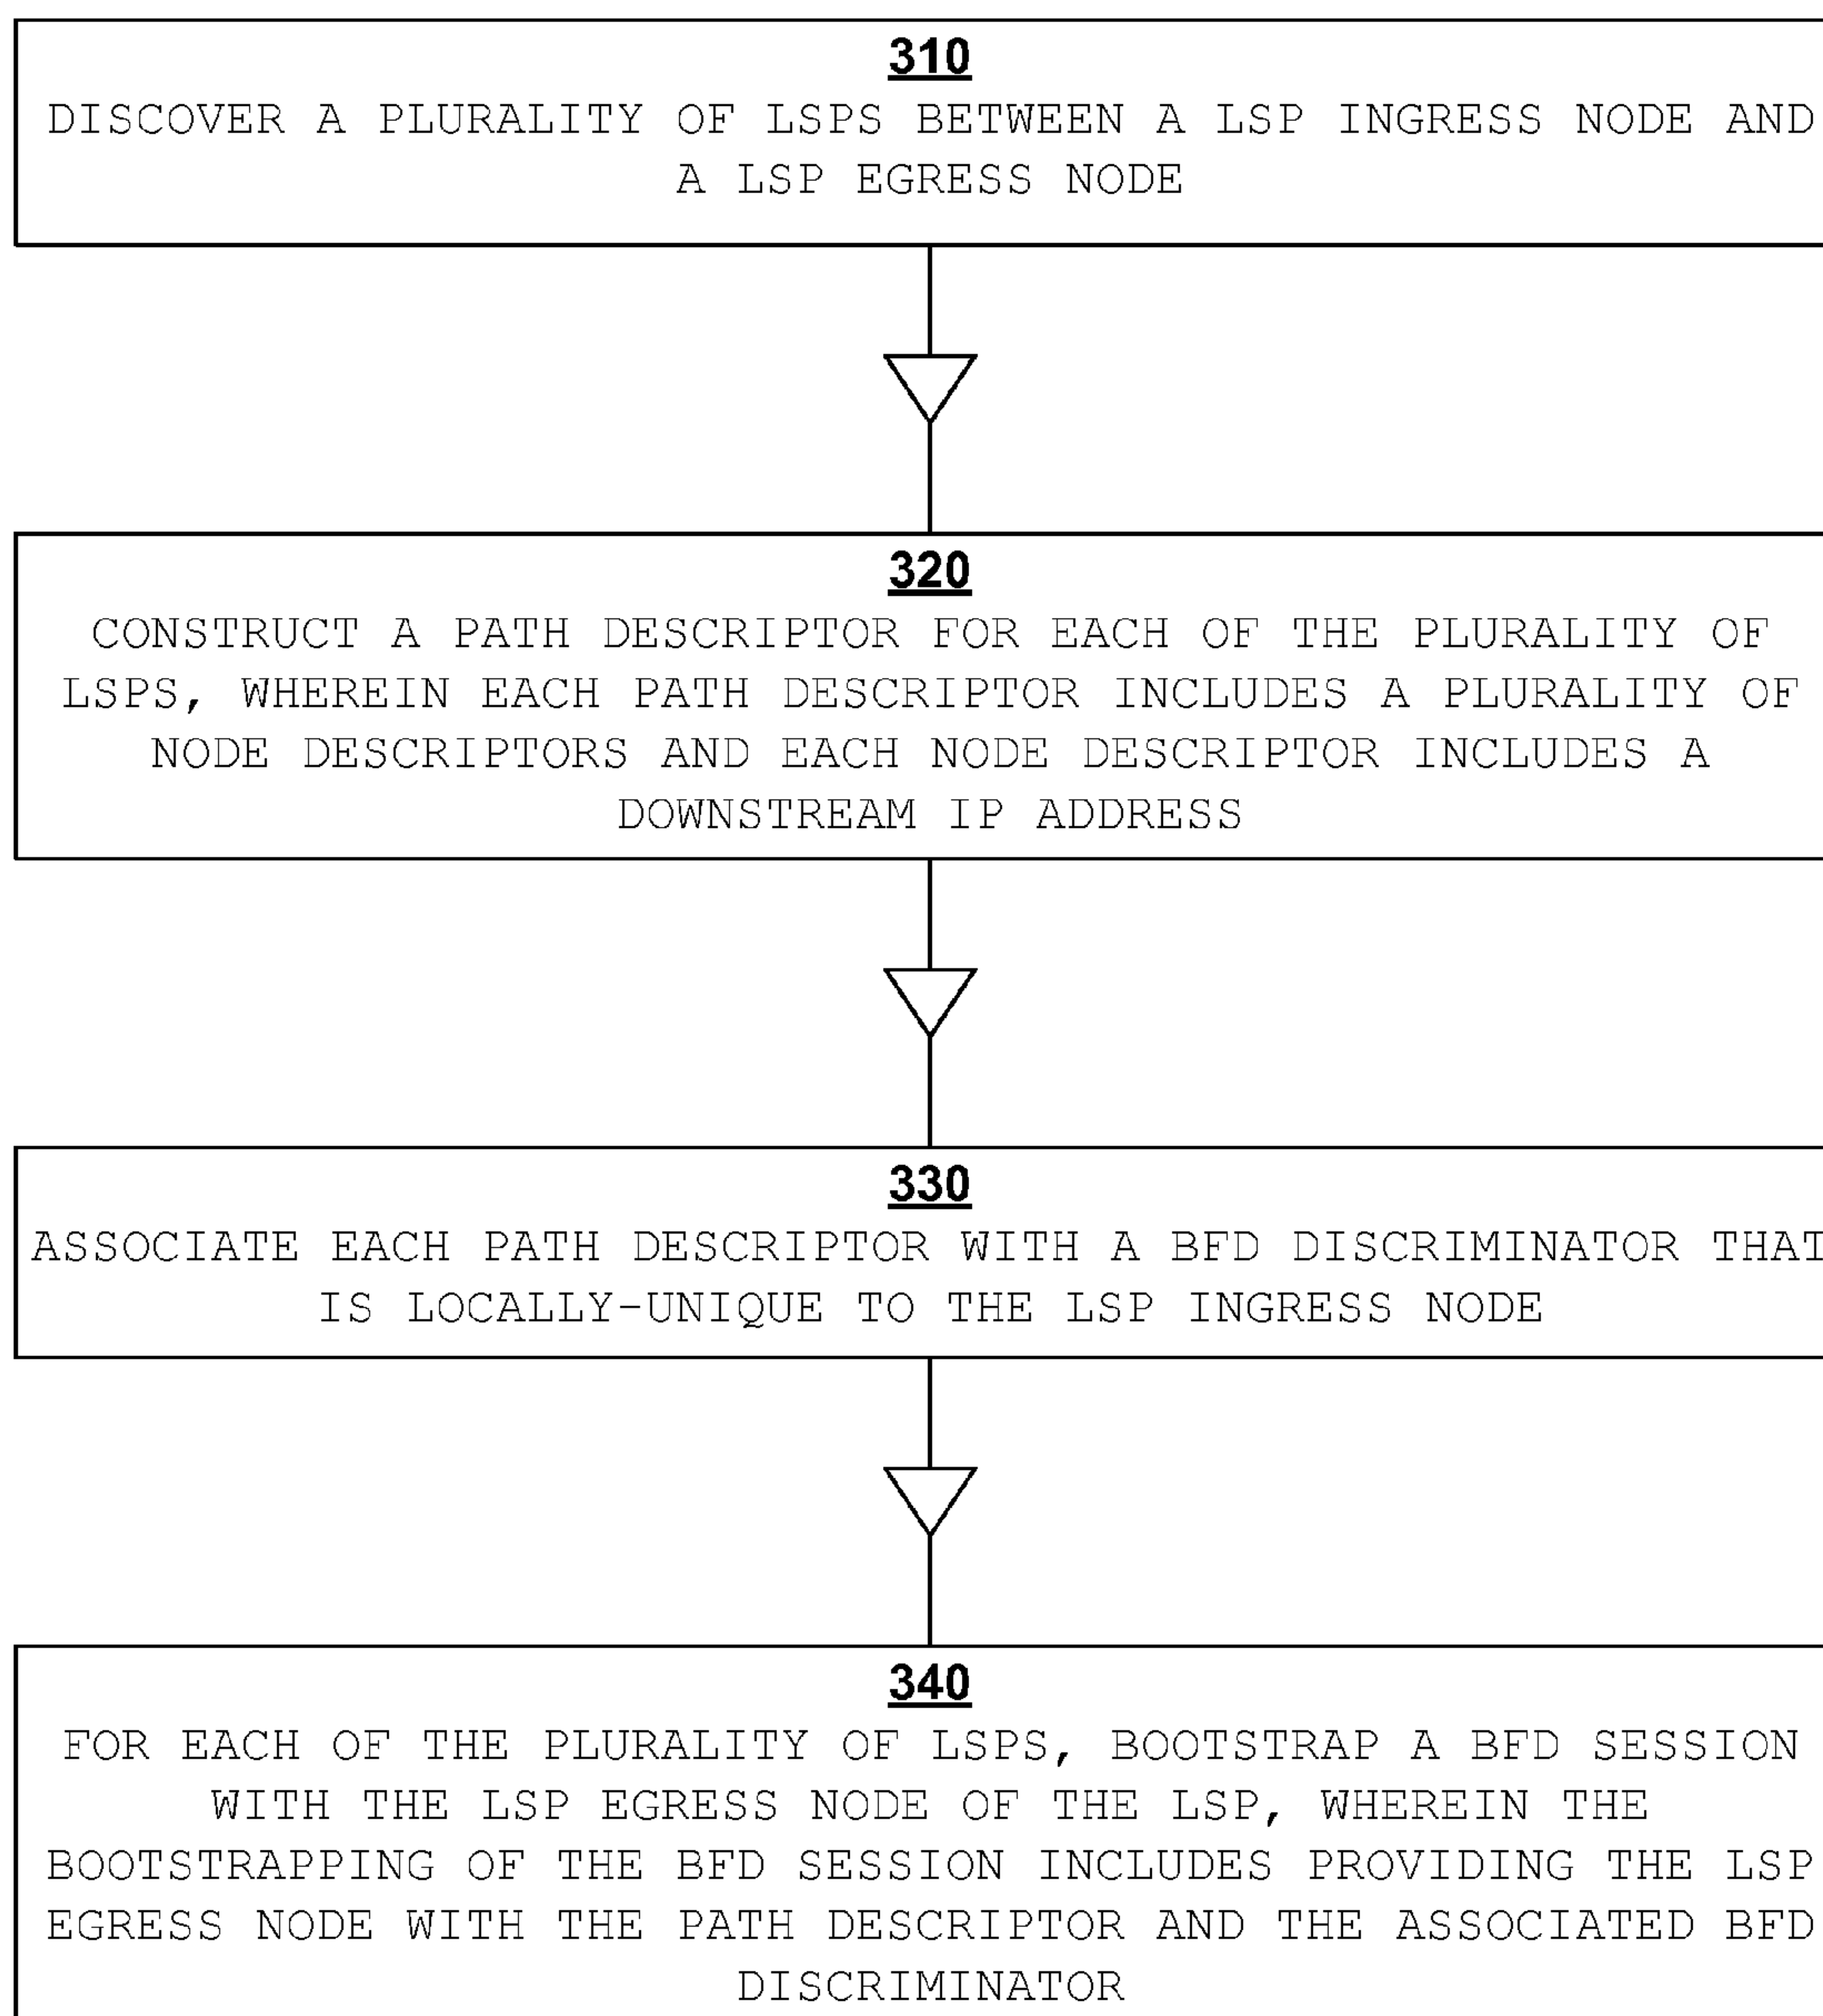 310
DISCOVER A PLURALITY OF LSPS BETWEEN A LSP INGRESS NODE AND
A LSP EGRESS NODE
320
CONSTRUCT A PATH DESCRIPTOR FOR EACH OF THE PLURALITY OF
LSPS, WHEREIN EACH PATH DESCRIPTOR INCLUDES A PLURALITY OF
NODE DESCRIPTORS AND EACH NODE DESCRIPTOR INCLUDES A
DOWNSTREAM IP ADDRESS
330
ASSOCIATE EACH PATH DESCRIPTOR WITH A BFD DISCRIMINATOR THAT
IS LOCALLY-UNIQUE TO THE LSP INGRESS NODE
340
FOR EACH OF THE PLURALITY OF LSPS, BOOTSTRAP A BFD SESSION
WITH THE LSP EGRESS NODE OF THE LSP, WHEREIN THE
BOOTSTRAPPING OF THE BFD SESSION INCLUDES PROVIDING THE LSP
EGRESS NODE WITH THE PATH DESCRIPTOR AND THE ASSOCIATED BFD
DISCRIMINATOR